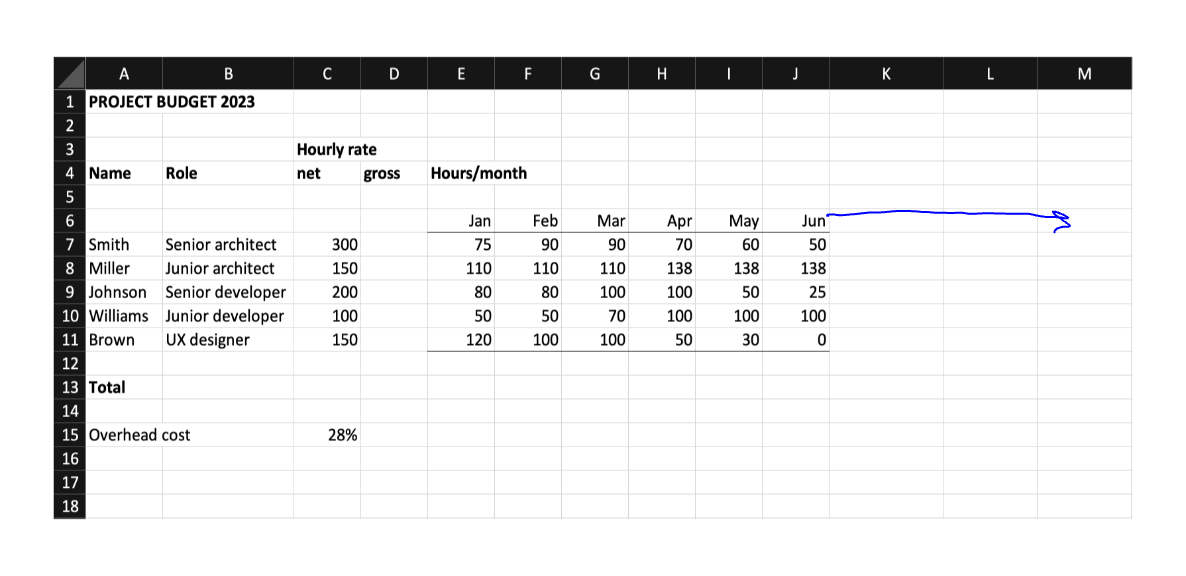 A B C D E F G H I J K L M
1 PROJECT BUDGET 2023
2
3 Hourly rate
4 Name Role net gross Hours/month
5
6 Jan Feb Mar Apr May Jun
7 Smith Senior architect 300 75 90 90 70 60 50
8 Miller Junior architect 150 110 110 110 138 138 138
9 Johnson Senior developer 200 80 80 100 100 50 25
10 Williams Junior developer 100 50 50 70 100 100 100
11 Brown UX designer 150 120 100 100 50 30 0
12
13 Total
14
15 Overhead cost 28%
16
17
18